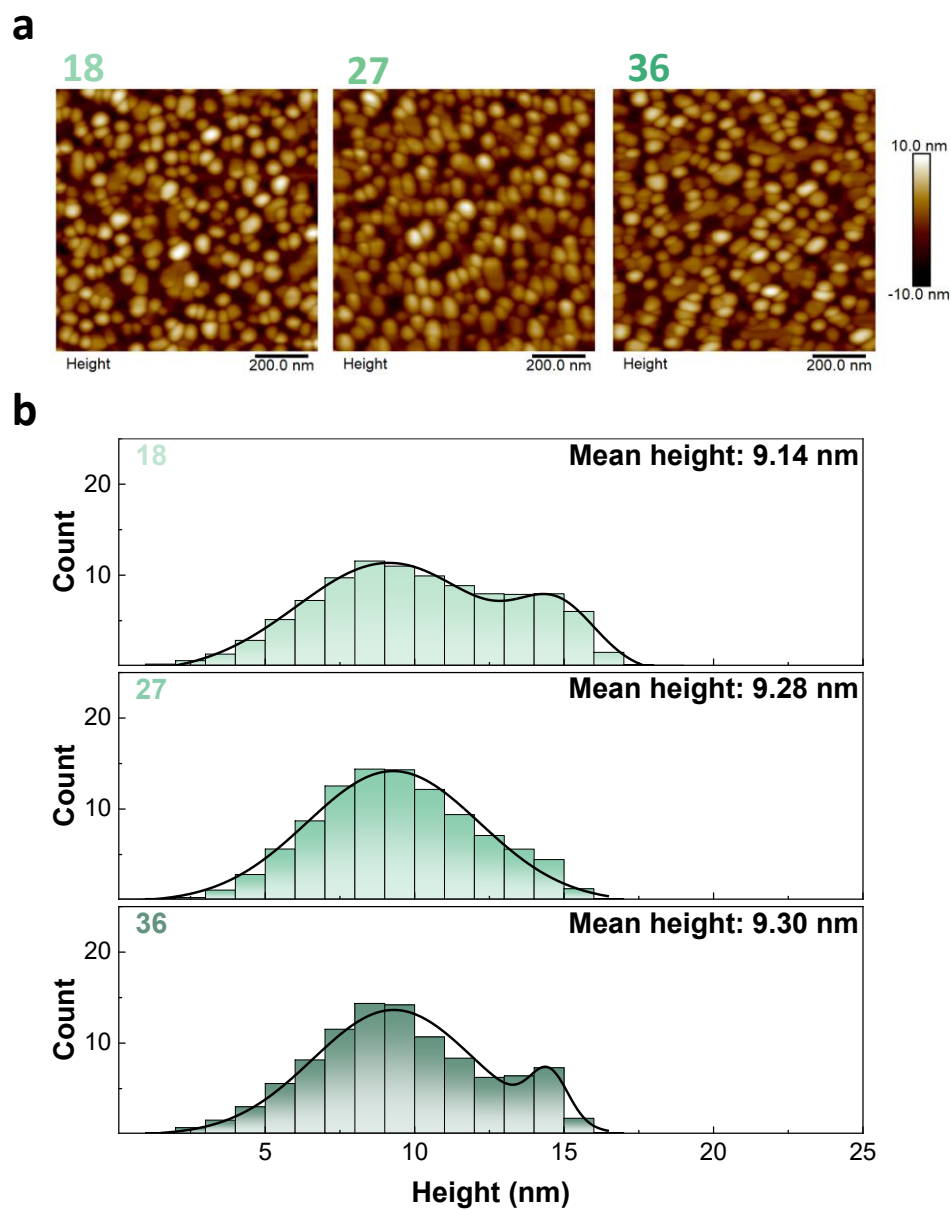 a
18 27 36
10.0 nm
-10.0 nm
Height 200.0 nm Height 200.0 nm Height 200.0 nm
b
18 Mean height: 9.14 nm
20
10
Count
27 Mean height: 9.28 nm
20
10
Count
36 Mean height: 9.30 nm
20
10
Count
5 10 15 20 25
Height (nm)